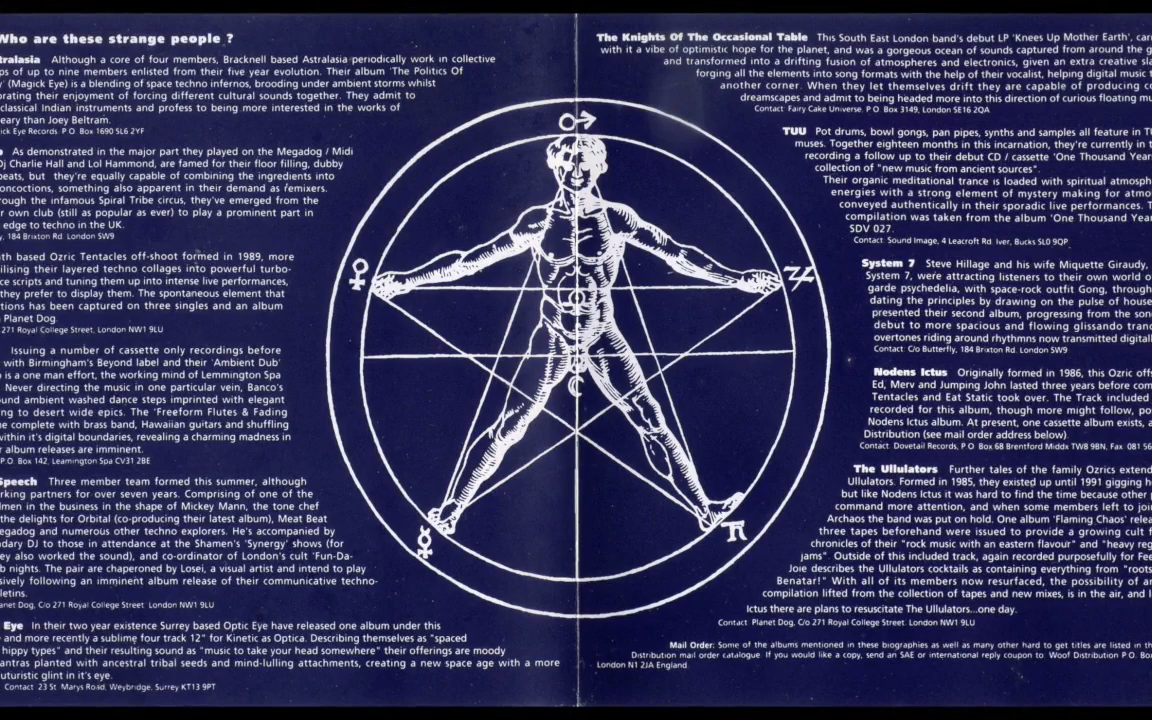 Who are these strange people ?
tralasia Although a core of four members, Bracknell based Astralasia periodically work in collective
ps of up to nine members enlisted from their five year evolution. Their album 'The Politics Of
y' (Magick Eye) is a blending of space techno infernos, brooding under ambient storms whilst
orating their enjoyment of forcing different cultural sounds together. They admit to
classical Indian instruments and profess to being more interested in the works of
eary than Joey Beltram.
ick Eye Records P.O Box 1690 SL6 2YF
As demonstrated in the major part they played on the Megadog / Midi
Dj Charlie Hall and Lol Hammond, are famed for their floor filling, dubby
beats, but they're equally capable of combining the ingredients into
oncoctions, something also apparent in their demand as remixers.
rough the infamous Spiral Tribe circus, they've emerged from the
r own club (still as popular as ever) to play a prominent part in
edge to techno in the UK.
y, 184 Brixton Rd. London SW9
th based Ozric Tentacles off-shoot formed in 1989, more
ilising their layered techno collages into powerful turbo-
ce scripts and tuning them up into intense live performances,
they prefer to display them. The spontaneous element that
tions has been captured on three singles and an album
Planet Dog.
271 Royal College Street, London NW1 9LU
Issuing a number of cassette only recordings before
with Birmingham's Beyond label and their 'Ambient Dub'
o is a one man effort, the working mind of Lemmington Spa
Never directing the music in one particular vein, Banco's
ound ambient washed dance steps imprinted with elegant
ng to desert wide epics. The 'Freeform Flutes & Fading
ne complete with brass band, Hawaiian guitars and shuffling
within it's digital boundaries, revealing a charming madness in
r album releases are imminent.
P.O. Box 142, Leamington Spa CV31 2BE
Speech Three member team formed this summer, although
rking partners for over seven years. Comprising of one of the
dmen in the business in the shape of Mickey Mann, the tone chef
the delights for Orbital (co-producing their latest album), Meat Beat
egadog and numerous other techno explorers. He's accompanied by
ndary DJ to those in attendance at the Shamen's 'Synergy' shows (for
ey also worked the sound), and co-ordinator of London's cult 'Fun-Da-
b nights. The pair are chaperoned by Losei, a visual artist and intend to play
sively following an imminent album release of their communicative techno-
letins.
anet Dog, C/o 271 Royal College Street London NW1 9LU
Eye In their two year existence Surrey based Optic Eye have released one album under this
and more recently a sublime four track 12" for Kinetic as Optica. Describing themselves as "spaced
hippy types" and their resulting sound as "music to take your head somewhere" their offerings are moody
antras planted with ancestral tribal seeds and mind-lulling attachments, creating a new space age with a more
uturistic glint in it's eye.
Contact 23 St Marys Road, Weybridge, Surrey KT13 9PT
The Knights Of The Occasional Table This South East London band's debut LP 'Knees Up Mother Earth', car
with it a vibe of optimistic hope for the planet, and was a gorgeous ocean of sounds captured from around the g
and transformed into a drifting fusion of atmospheres and electronics, given an extra creative sla
forging all the elements into song formats with the help of their vocalist, helping digital music t
another corner. When they let themselves drift they are capable of producing co
dreamscapes and admit to being headed more into this direction of curious floating mu
Contact: Fairy Cake Universe, P.O Box 3149, London SE16 2QA
TUU Pot drums, bowl gongs, pan pipes, synths and samples all feature in TU
muses. Together eighteen months in this incarnation, they're currently in t
recording a follow up to their debut CD / cassette 'One Thousand Years
collection of "new music from ancient sources".
Their organic meditational trance is loaded with spiritual atmosph
energies with a strong element of mystery making for atmo
conveyed authentically in their sporadic live performances. T
compilation was taken from the album 'One Thousand Year
SDV 027.
Contact: Sound Image, 4 Leacroft Rd Iver, Bucks SL0 9QP
System 7 Steve Hillage and his wife Miquette Giraudy,
System 7, were attracting listeners to their own world o
garde psychedelia, with space-rock outfit Gong, through
dating the principles by drawing on the pulse of house
presented their second album, progressing from the son
debut to more spacious and flowing glissando tranc
overtones riding around rhythms now transmitted digitall
Contact: C/o Butterfly, 184 Brixton Rd. London SW9
Nodens Ictus Originally formed in 1986, this Ozric offs
Ed, Merv and Jumping John lasted three years before com
Tentacles and Eat Static took over. The Track included
recorded for this album, though more might follow, po
Nodens Ictus album. At present, one cassette album exists, a
Distribution (see mail order address below).
Contact: Dovetail Records, P O Box 68 Brentford Middx TW8 9BN, Fax 081 56
The Ullulators Further tales of the family Ozrics extend
Ullulators. Formed in 1985, they existed up until 1991 gigging h
but like Nodens Ictus it was hard to find the time because other
command more attention, and when some members left to joi
Archaos the band was put on hold. One album 'Flaming Chaos' relea
three tapes beforehand were issued to provide a growing cult f
chronicles of their "rock music with an eastern flavour" and "heavy reg
jams". Outside of this included track, again recorded purposefully for Fee
Joie describes the Ullulators cocktails as containing everything from "roots
Benatar!" With all of its members now resurfaced, the possibility of an
compilation lifted from the collection of tapes and new mixes, is in the air, and l
Ictus there are plans to resuscitate The Ullulators...one day.
Contact Planet Dog, C/o 271 Royal College Street, London NW1 9LU
Mail Order: Some of the albums mentioned in these biographies as well as many other hard to get titles are listed in th
Distribution mail order catalogue. If you would like a copy, send an SAE or international reply coupon to: Woof Distribution P.O. Bo
London N1 2JA England.